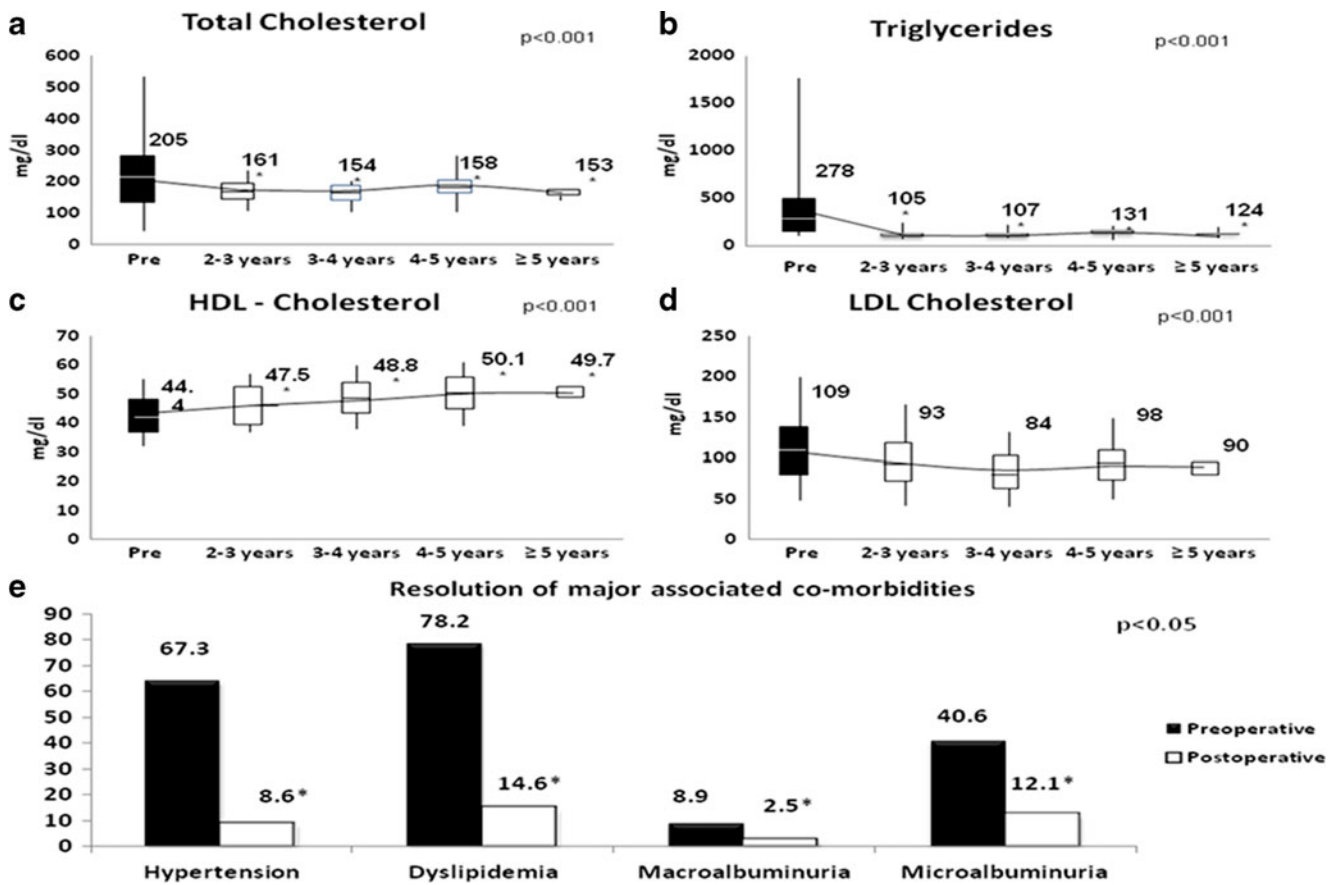 a
Total Cholesterol
p<0.001
600
500
400
300
200
100
0
mg/dl
205
161
*
154
*
158
*
153
*
Pre
2-3 years
3-4 years
4-5 years
≥ 5 years
b
Triglycerides
p<0.001
2000
1500
1000
500
0
mg/dl
278
105
*
107
*
131
*
124
*
Pre
2-3 years
3-4 years
4-5 years
≥ 5 years
c
HDL - Cholesterol
p<0.001
70
60
50
40
30
20
10
0
mg/dl
44.
4
47.5
*
48.8
*
50.1
*
49.7
*
Pre
2-3 years
3-4 years
4-5 years
≥ 5 years
d
LDL Cholesterol
p<0.001
250
200
150
100
50
0
mg/dl
109
93
84
98
90
Pre
2-3 years
3-4 years
4-5 years
≥ 5 years
e
Resolution of major associated co-morbidities
p<0.05
90
80
70
60
50
40
30
20
10
0
67.3
8.6*
78.2
14.6*
8.9
2.5*
40.6
12.1*
Hypertension
Dyslipidemia
Macroalbuminuria
Microalbuminuria
Preoperative
Postoperative